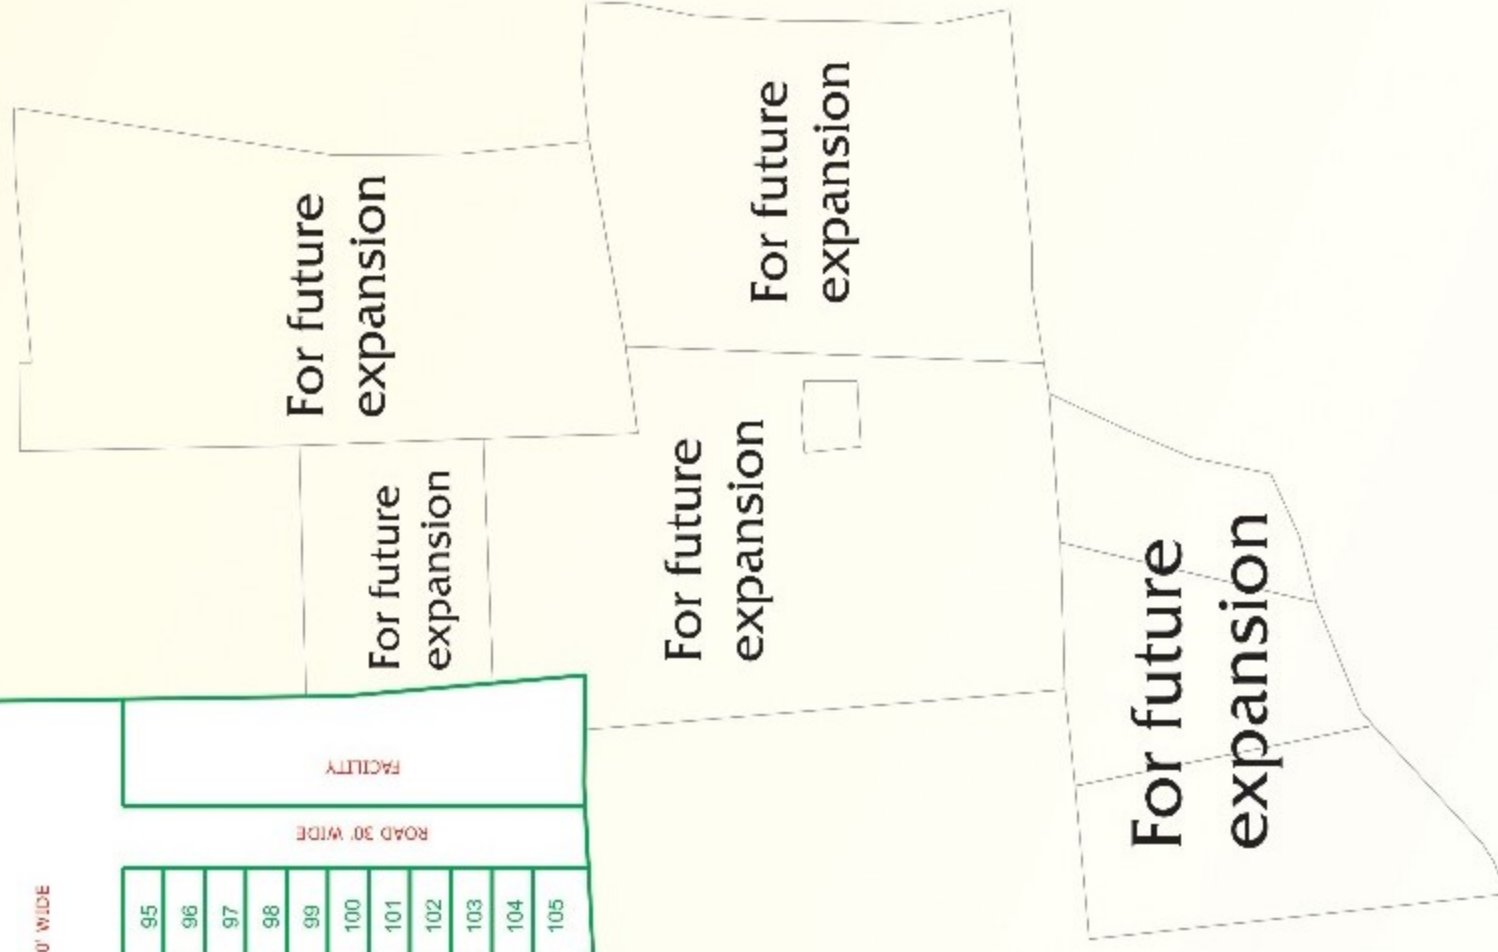 For future
expansion
For future
expansion
For future
expansion
For future
expansion
For future
expansion
FACILITY
ROAD 30' WIDE
0' WIDE
95
96
97
98
99
100
101
102
103
104
105